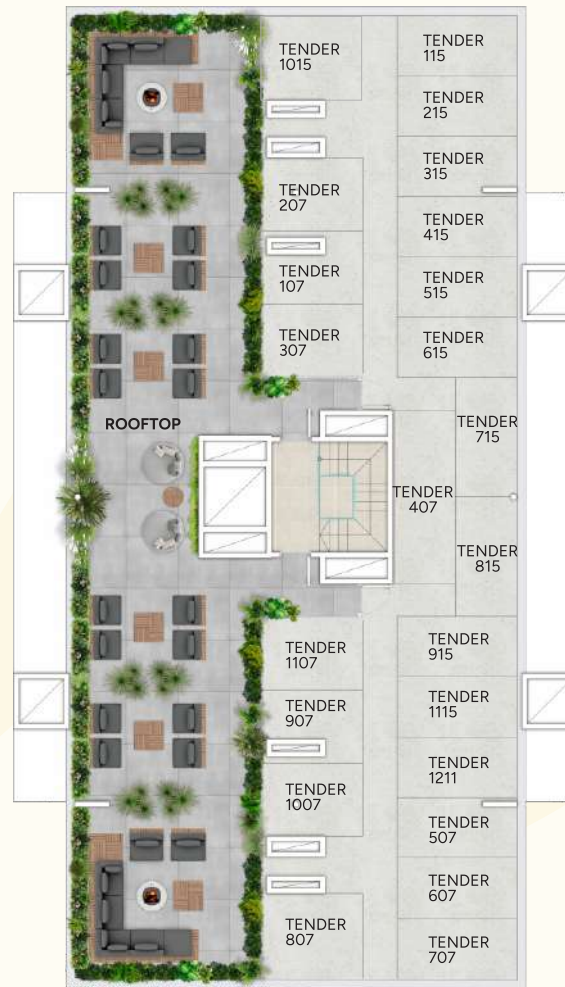 TENDER
1015
TENDER
115
TENDER
215
TENDER
315
TENDER
207
TENDER
415
TENDER
107
TENDER
515
TENDER
307
TENDER
615
ROOFTOP
TENDER
715
TENDER
407
TENDER
815
TENDER
1107
TENDER
915
TENDER
907
TENDER
1115
TENDER
1007
TENDER
1211
TENDER
507
TENDER
607
TENDER
807
TENDER
707